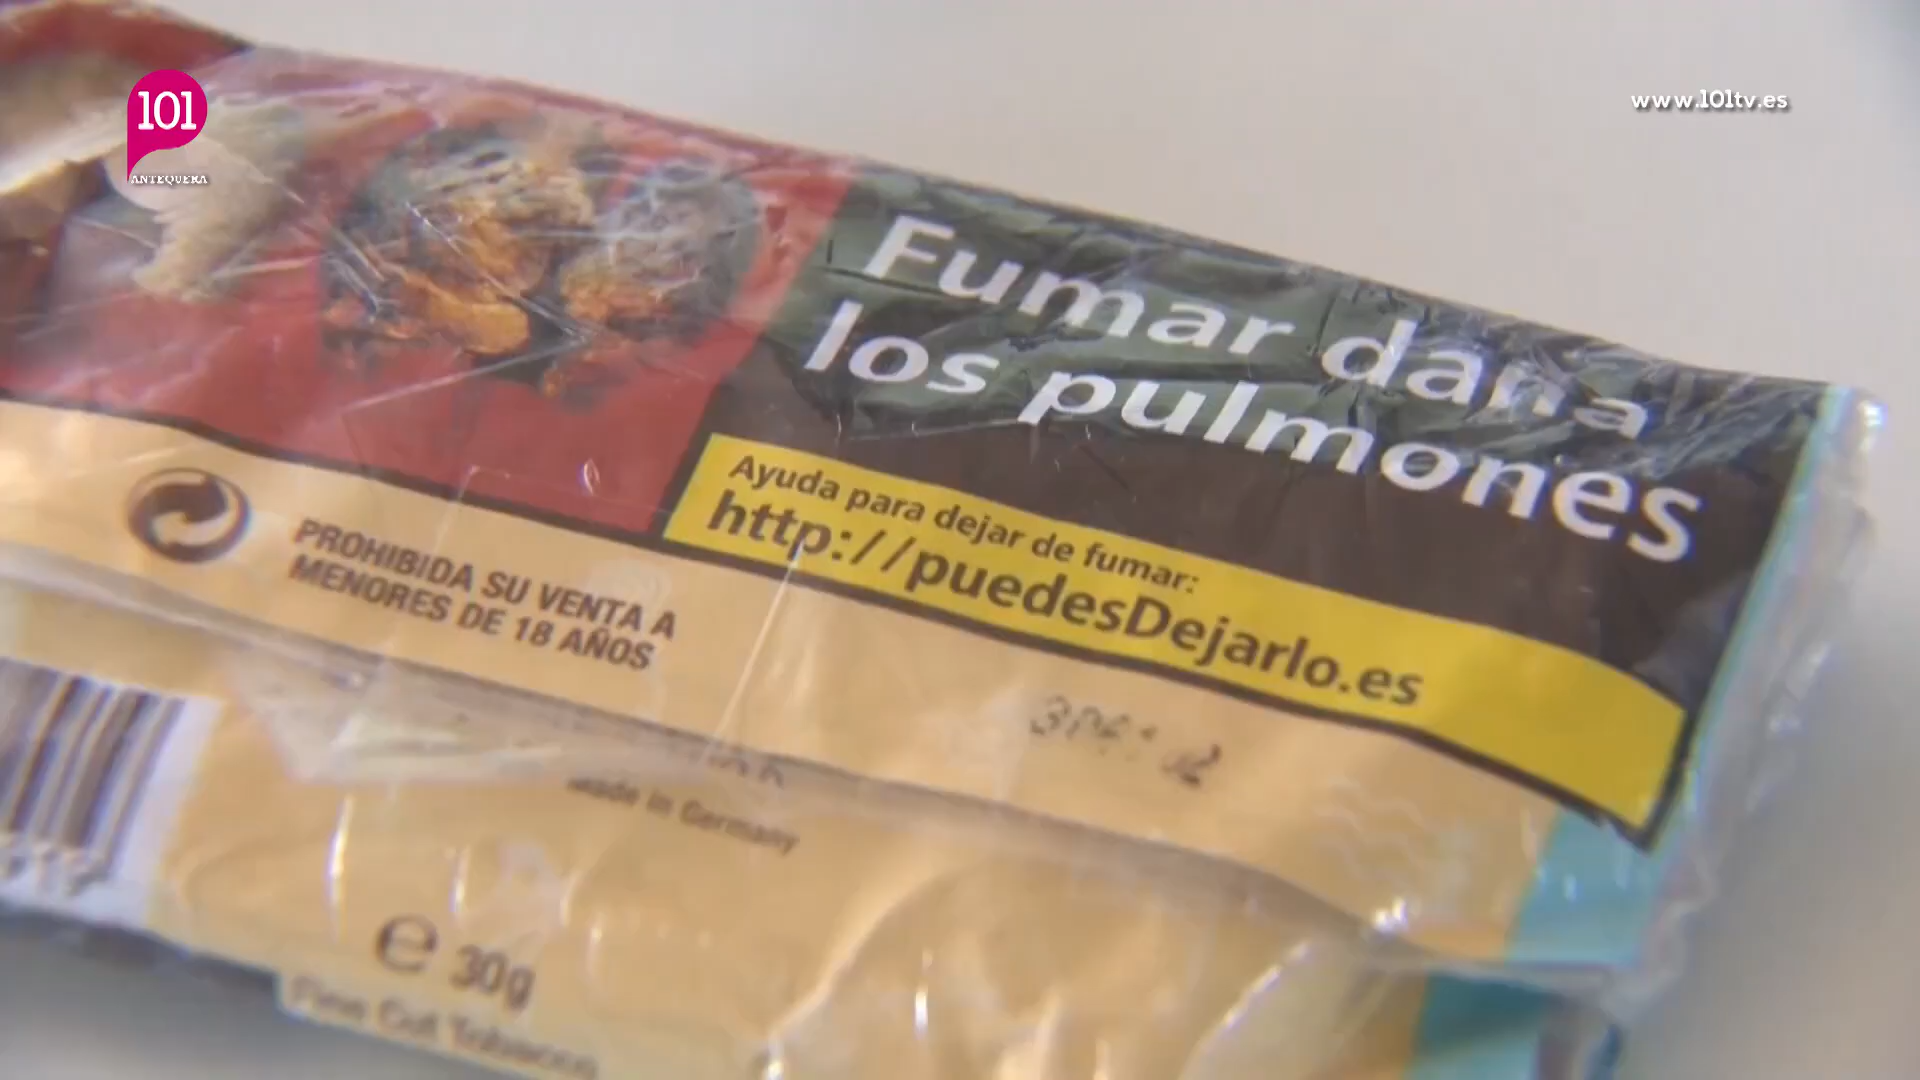 101
ANTEQUERA
www.101tv.es
Fumar daña
los pulmones
Ayuda para dejar de fumar:
http://puedesDejarlo.es
PROHIBIDA SU VENTA A
MENORES DE 18 AÑOS
Made in Germany
e 30g
Fine Cut Tobacco